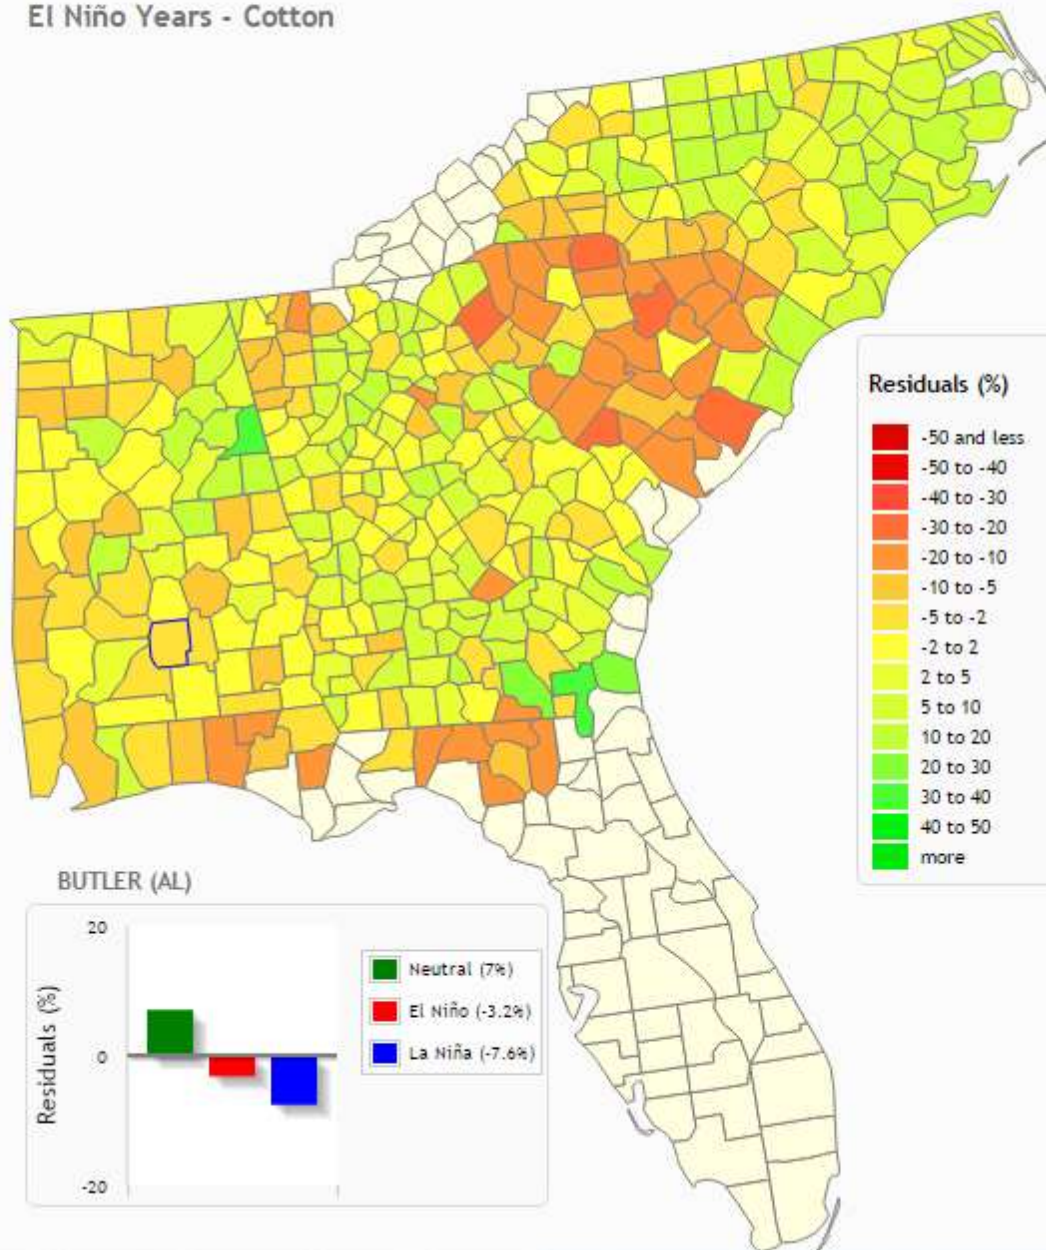 El Niño Years - Cotton
Residuals (%)
-50 and less
-50 to -40
-40 to -30
-30 to -20
-20 to -10
-10 to -5
-5 to -2
-2 to 2
2 to 5
5 to 10
10 to 20
20 to 30
30 to 40
40 to 50
more
BUTLER (AL)
Residuals (%)
20
0
-20
Neutral (7%)
El Niño (-3.2%)
La Niña (-7.6%)